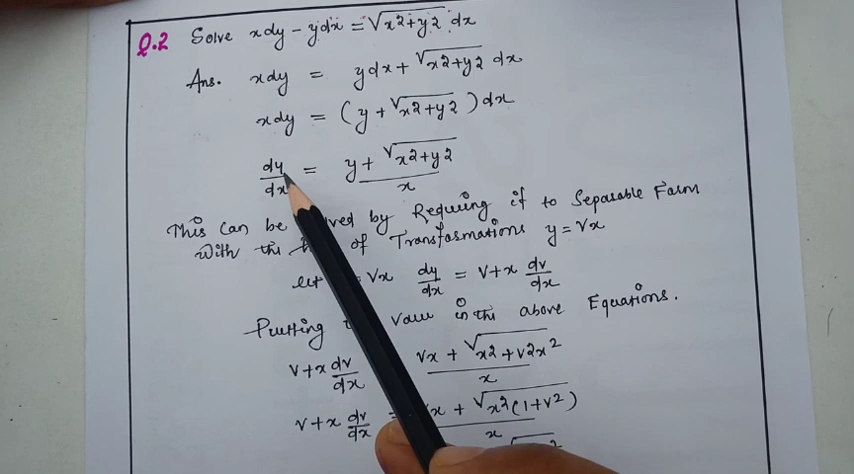 Q.2 Solve xdy - ydx = √x2+y2 dx
Ans. xdy = ydx + √x2+y2 dx
xdy = (y + √x2+y2) dx
dy/dx = y + √x2+y2 / x
This can be by Reducing it to Separable Form
with the of Transformations y = vx
let vx dy/dx = v + x dv/dx
Putting value in the above Equations.
v + x dv/dx vx + √x2 + v2x2 / x
v + x dv/dx = x + √x2(1+v2) / x